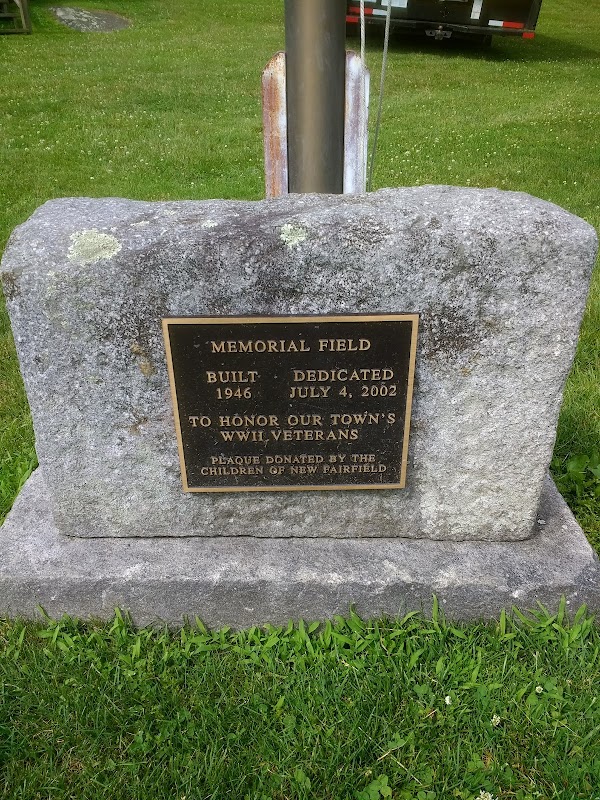 MEMORIAL FIELD
BUILT DEDICATED
1946 JULY 4, 2002
TO HONOR OUR TOWN'S
WWII VETERANS
PLAQUE DONATED BY THE
CHILDREN OF NEW FAIRFIELD